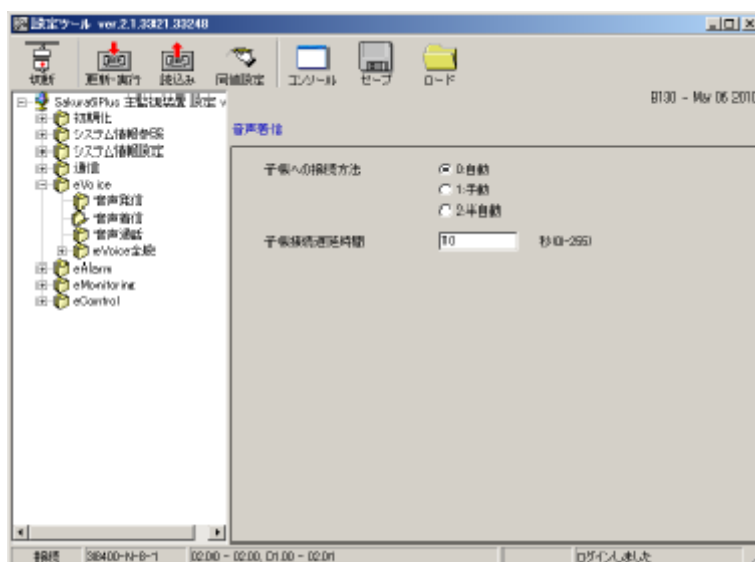 設定ツール ver.2.1.33
切断 更新・実行 読込み 同値設定 コンソール セーブ ロード
SakuraGPlus 主監視装置 設定 v
初期化
システム情報参照
システム情報設定
通信
eVoice
音声発信
音声着信
音声通話
eVoice全般
eAlarm
eMonitoring
eControl
B130 - Mar 06 2010
音声着信
子機への接続方法
0:自動
1:手動
2:半自動
子機接続遅延時間
10
秒(0-255)
接続
38400-N-8-1
ログインしました